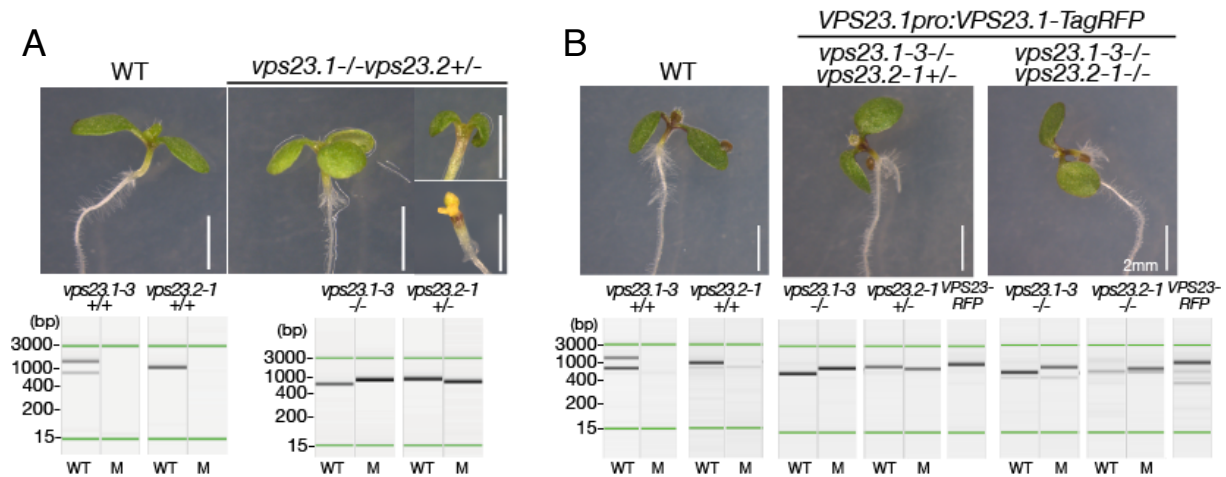 A
WT
vps23.1-/-vps23.2+/-
vps23.1-3
+/+
vps23.2-1
+/+
vps23.1-3
-/-
vps23.2-1
+/-
(bp)
3000-
1000-
400-
200-
15-
3000-
1000-
400-
200-
15-
WT M WT M WT M WT M
B
VPS23.1pro:VPS23.1-TagRFP
WT
vps23.1-3-/-
vps23.2-1+/-
vps23.1-3-/-
vps23.2-1-/-
2mm
vps23.1-3
+/+
vps23.2-1
+/+
vps23.1-3
-/-
vps23.2-1
+/-
VPS23-
RFP
vps23.1-3
-/-
vps23.2-1
-/-
VPS23-
RFP
(bp)
3000-
1000-
400-
200-
15-
WT M WT M WT M WT M WT M WT M